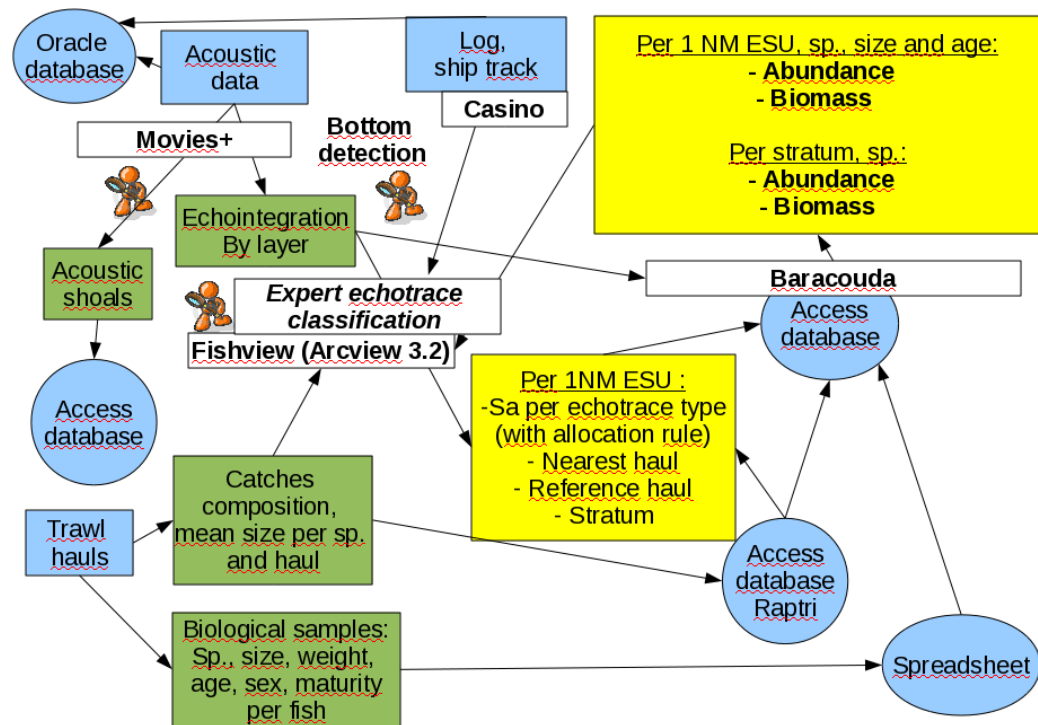 Oracle
database
Acoustic
data
Log,
ship track
Casino
Per 1 NM ESU, sp., size and age:
- Abundance
- Biomass
Per stratum, sp.:
- Abundance
- Biomass
Movies+
Bottom
detection
Echointegration
By layer
Acoustic
shoals
Expert echotrace
classification
Fishview (Arcview 3.2)
Baracouda
Access
database
Access
database
Per 1NM ESU :
-Sa per echotrace type
(with allocation rule)
- Nearest haul
- Reference haul
- Stratum
Catches
composition,
mean size per sp.
and haul
Trawl
hauls
Access
database
Raptri
Biological samples:
Sp., size, weight,
age, sex, maturity
per fish
Spreadsheet